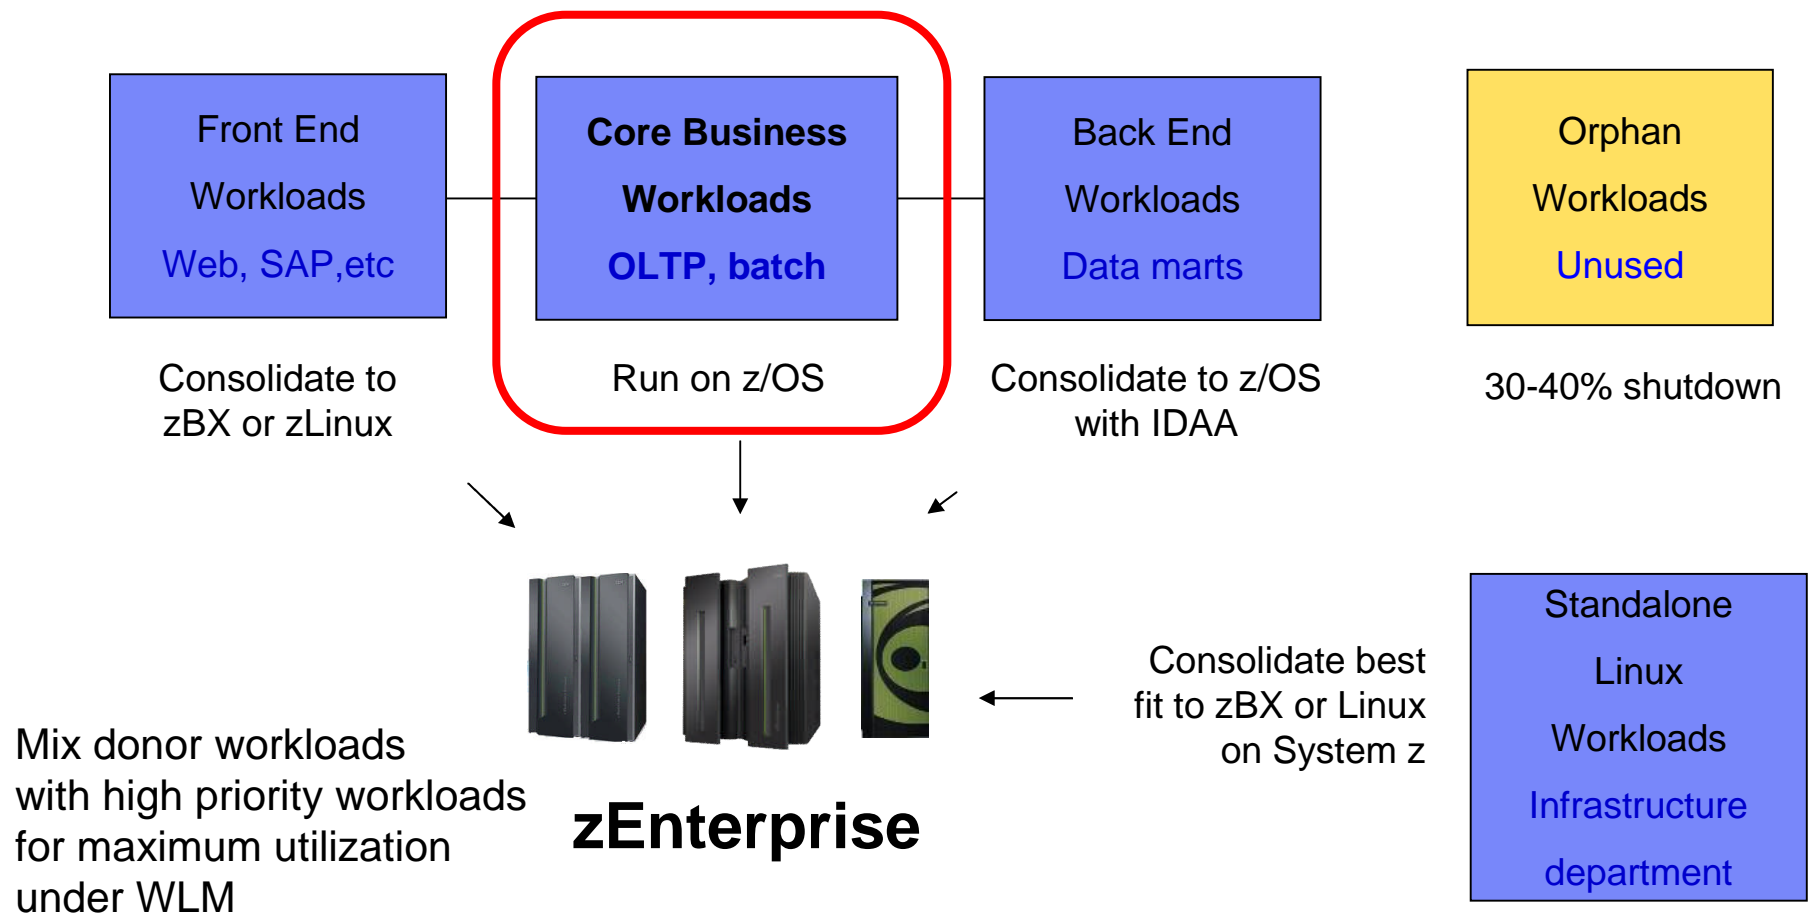 Front End
Workloads
Web, SAP,etc
Core Business
Workloads
OLTP, batch
Back End
Workloads
Data marts
Orphan
Workloads
Unused
Consolidate to
zBX or zLinux
Run on z/OS
Consolidate to z/OS
with IDAA
30-40% shutdown
Consolidate best
fit to zBX or Linux
on System z
Standalone
Linux
Workloads
Infrastructure
department
Mix donor workloads
with high priority workloads
for maximum utilization
under WLM
zEnterprise